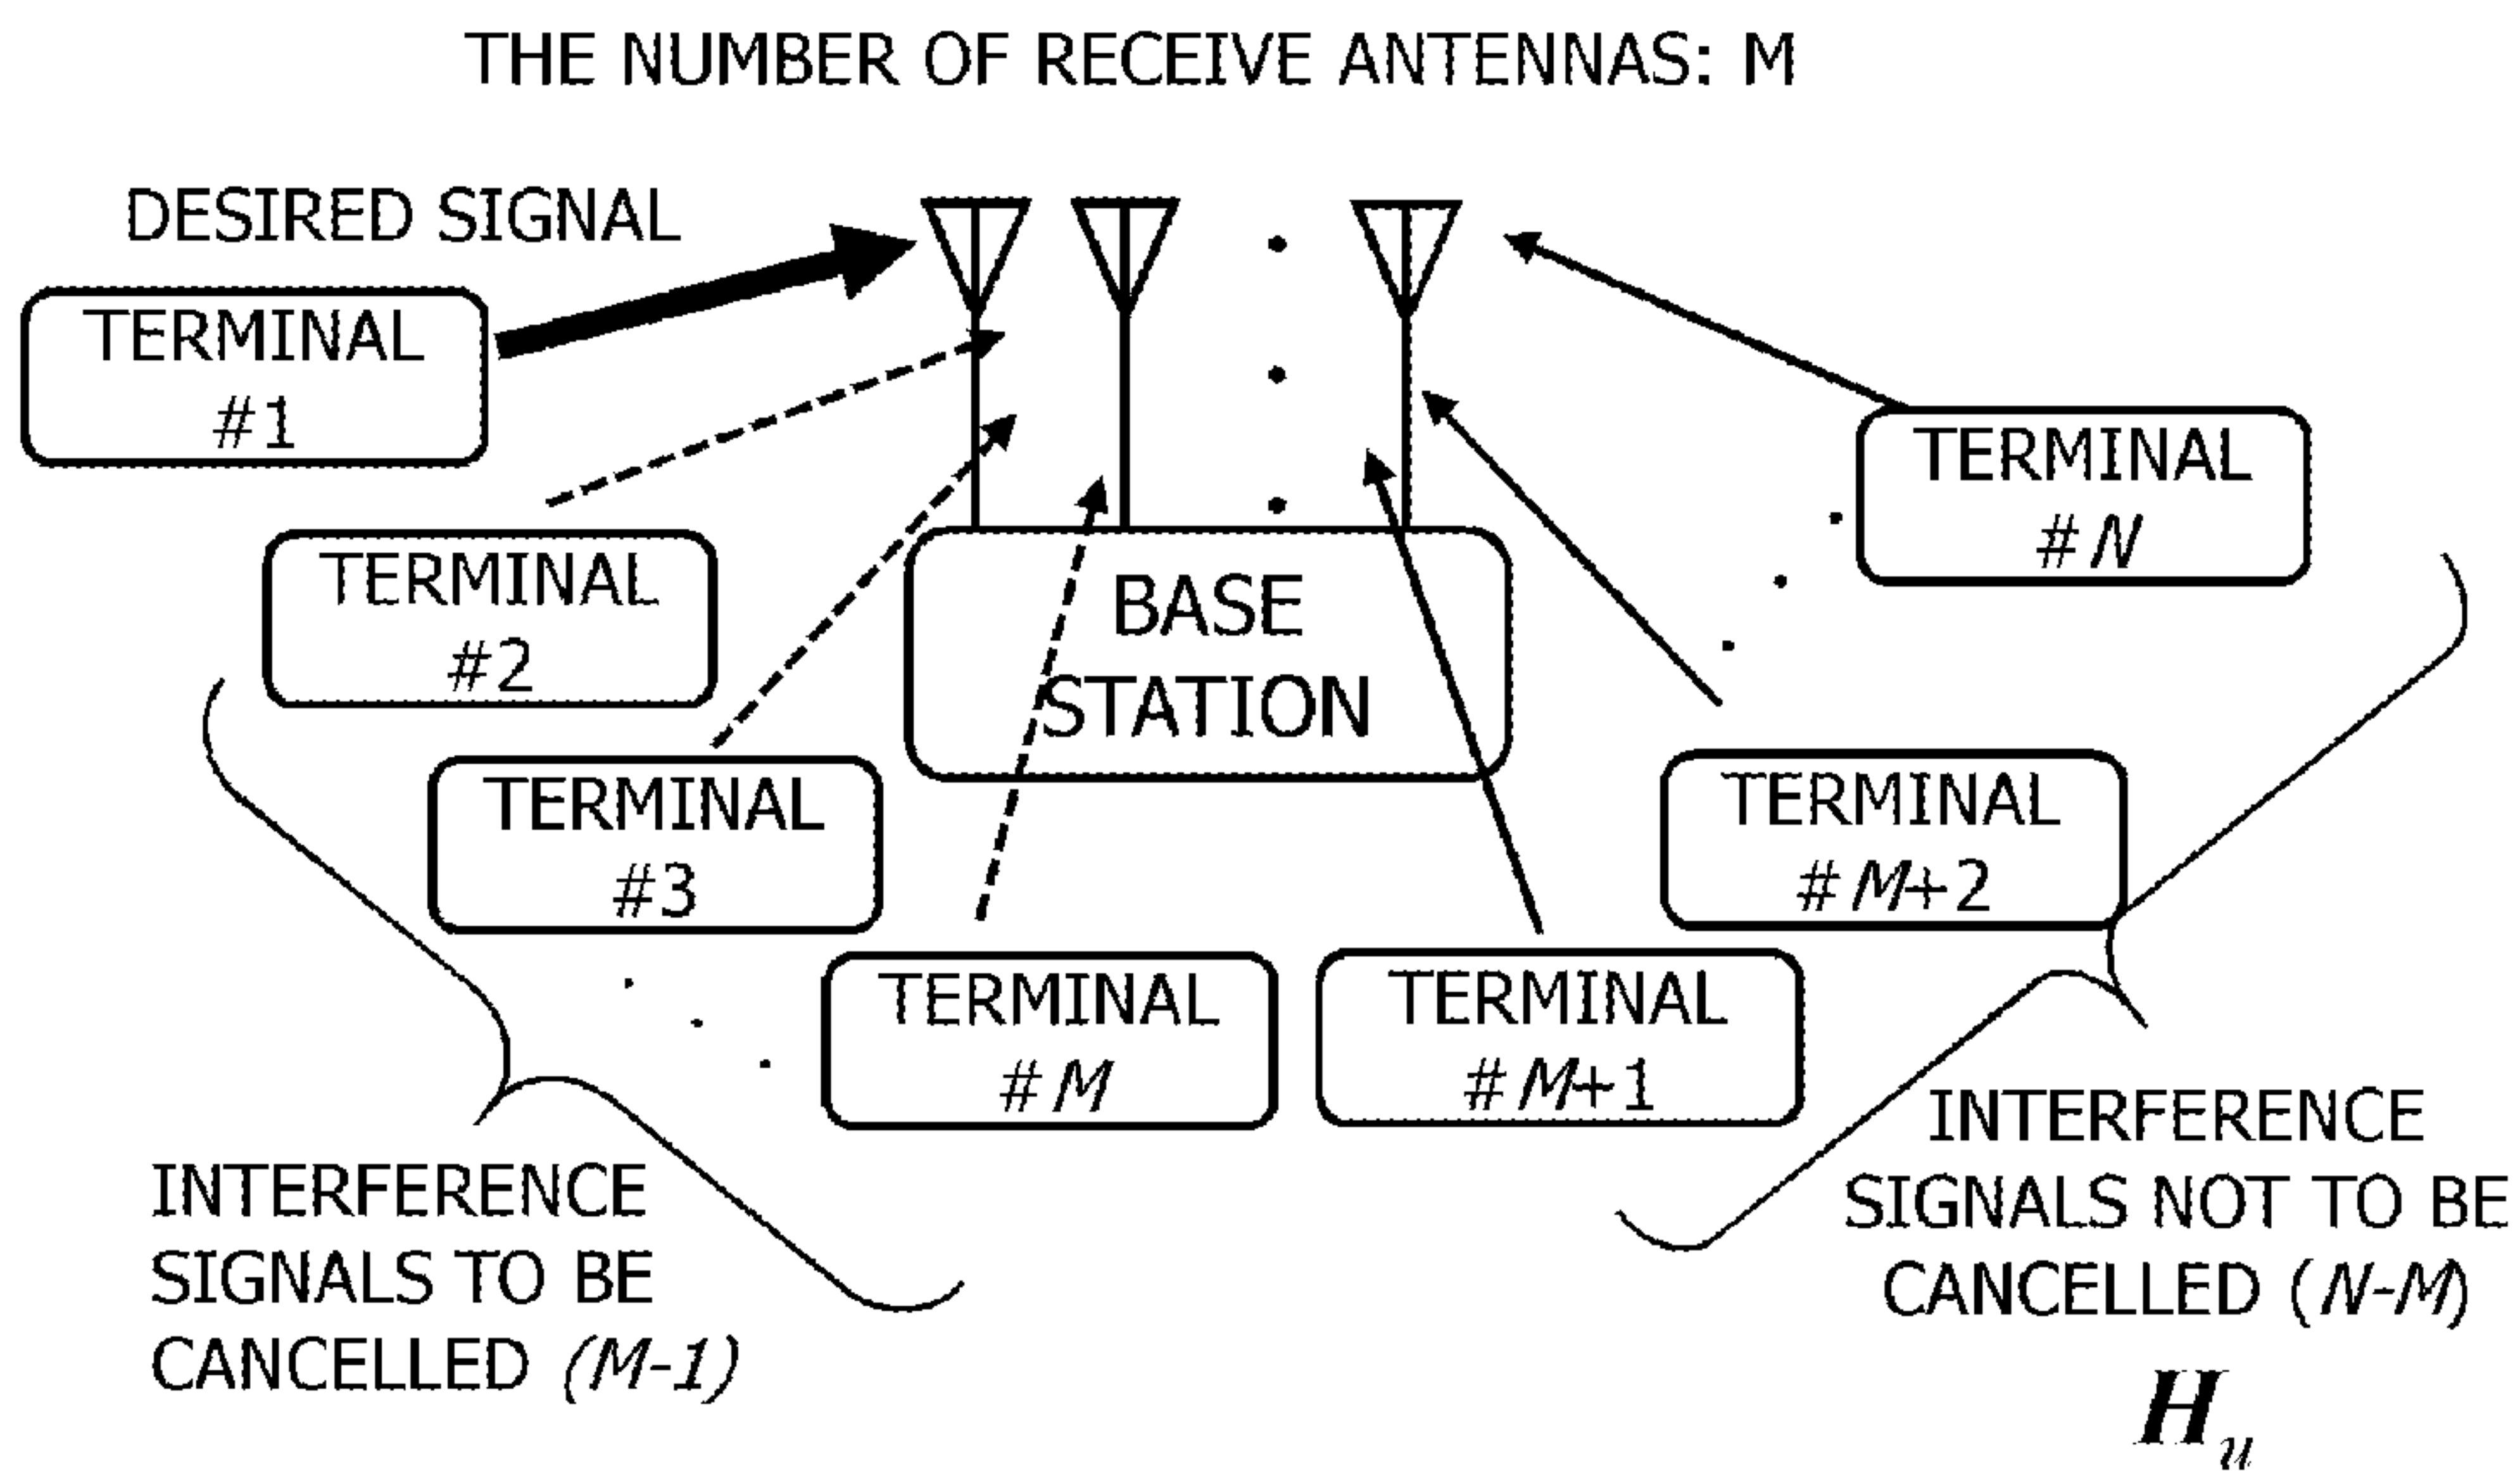 THE NUMBER OF RECEIVE ANTENNAS: M
DESIRED SIGNAL
TERMINAL
#1
TERMINAL
#2
TERMINAL
#3
TERMINAL
#M
BASE
STATION
TERMINAL
#M+1
TERMINAL
#M+2
TERMINAL
#N
INTERFERENCE
SIGNALS TO BE
CANCELLED (M-1)
INTERFERENCE
SIGNALS NOT TO BE
CANCELLED (N-M)
H_u